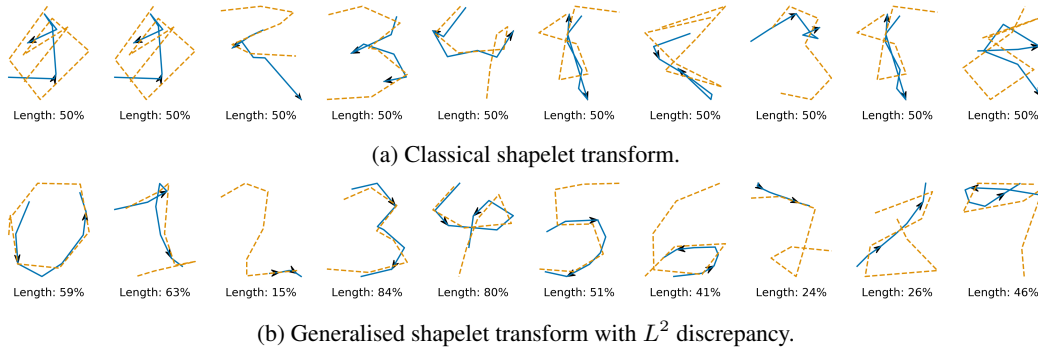 Length: 50% Length: 50% Length: 50% Length: 50% Length: 50% Length: 50% Length: 50% Length: 50% Length: 50% Length: 50%
(a) Classical shapelet transform.
Length: 59% Length: 63% Length: 15% Length: 84% Length: 80% Length: 51% Length: 41% Length: 24% Length: 26% Length: 46%
(b) Generalised shapelet transform with L² discrepancy.